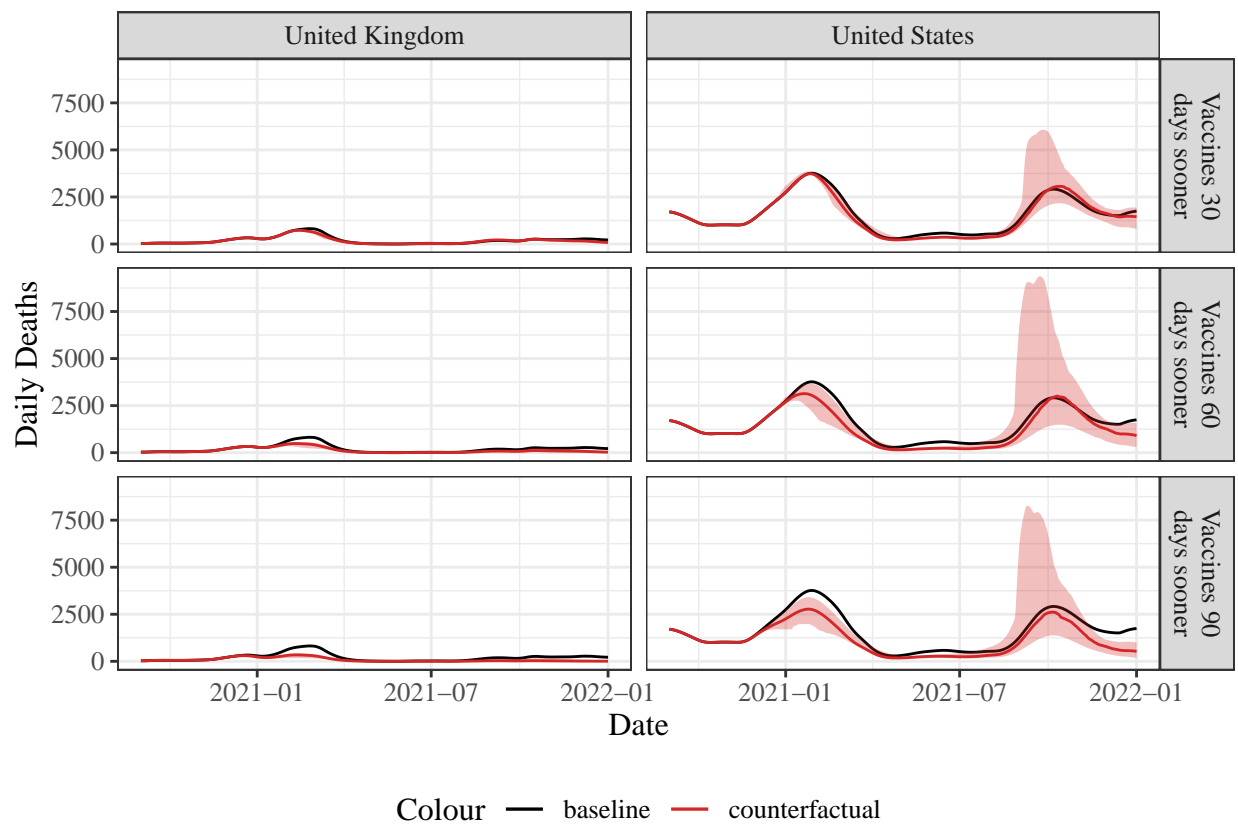 United Kingdom
United States
7500
5000
2500
0
Vaccines 30
days sooner
7500
5000
2500
0
Vaccines 60
days sooner
7500
5000
2500
0
Vaccines 90
days sooner
Daily Deaths
2021–01
2021–07
2022–01
2021–01
2021–07
2022–01
Date
Colour
baseline
counterfactual